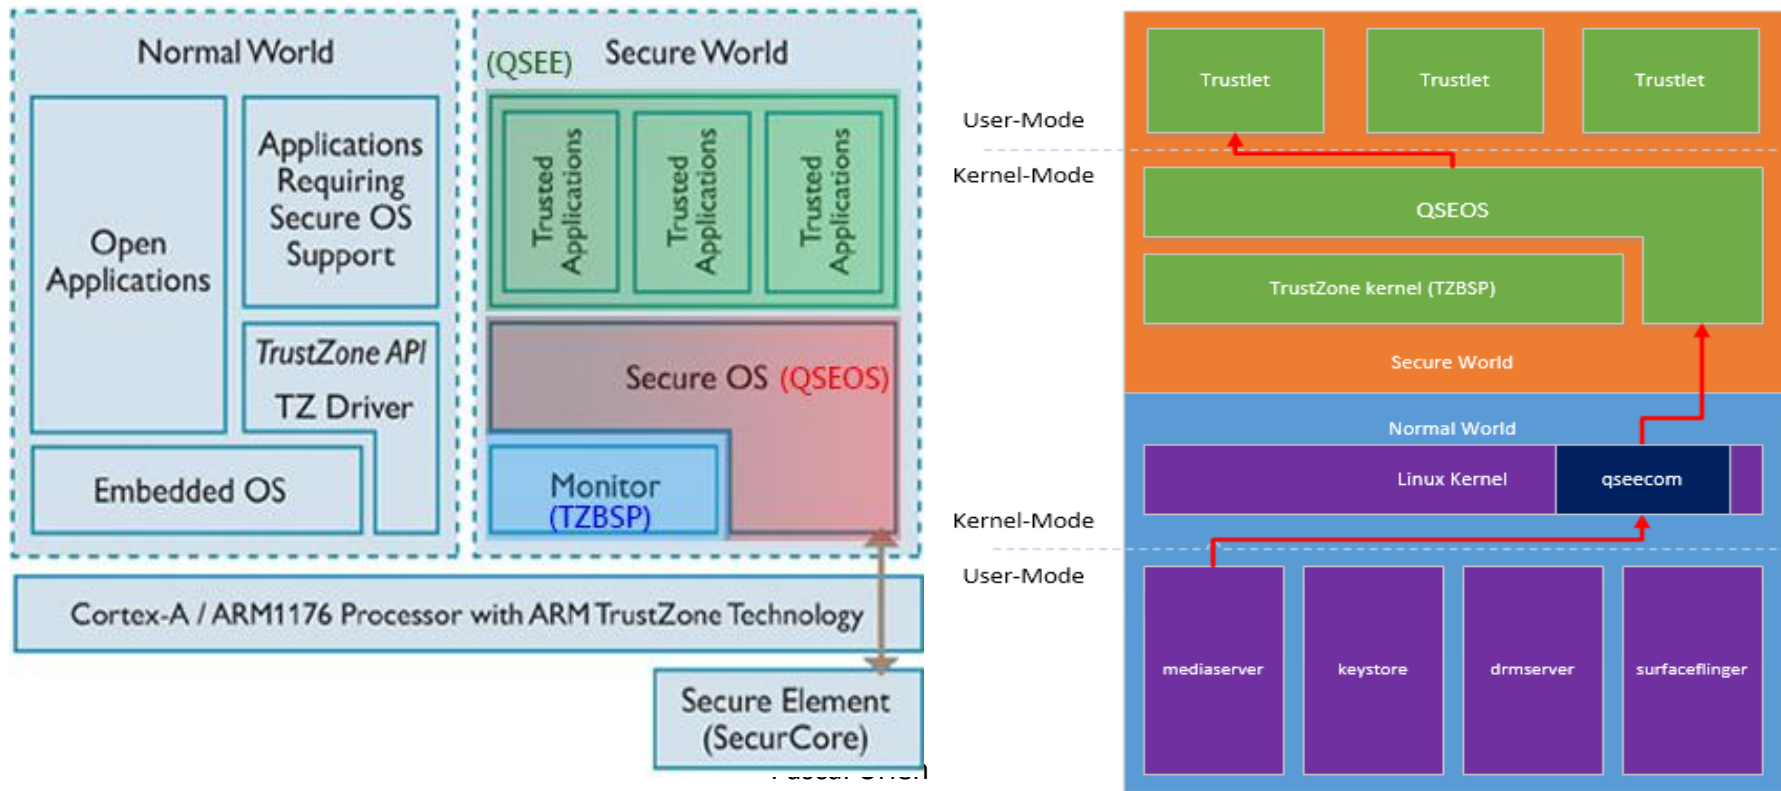 Normal World
Open
Applications
Applications
Requiring
Secure OS
Support
TrustZone API
TZ Driver
Embedded OS
(QSEE)
Secure World
Trusted
Applications
Trusted
Applications
Trusted
Applications
Secure OS (QSEOS)
Monitor
(TZBSP)
Cortex-A / ARM1176 Processor with ARM TrustZone Technology
Secure Element
(SecurCore)
Trustlet
Trustlet
Trustlet
User-Mode
Kernel-Mode
QSEOS
TrustZone kernel (TZBSP)
Secure World
Normal World
Linux Kernel
qseecom
Kernel-Mode
User-Mode
mediaserver
keystore
drmserver
surfaceflinger